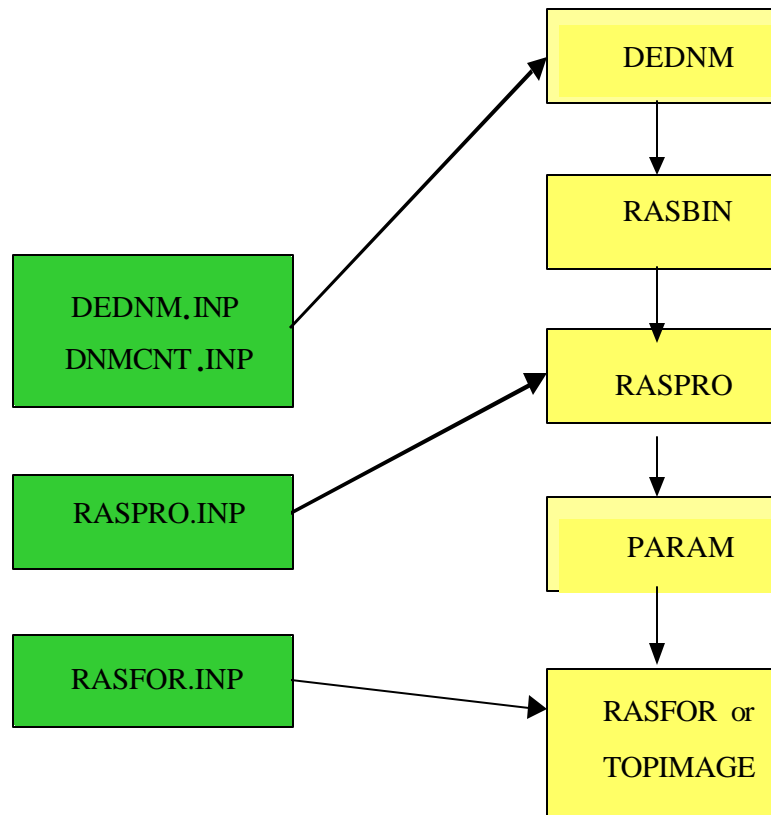 DEDNM
RASBIN
DEDNM.INP
DNMCNT.INP
RASPRO
RASPRO.INP
PARAM
RASFOR.INP
RASFOR or
TOPIMAGE